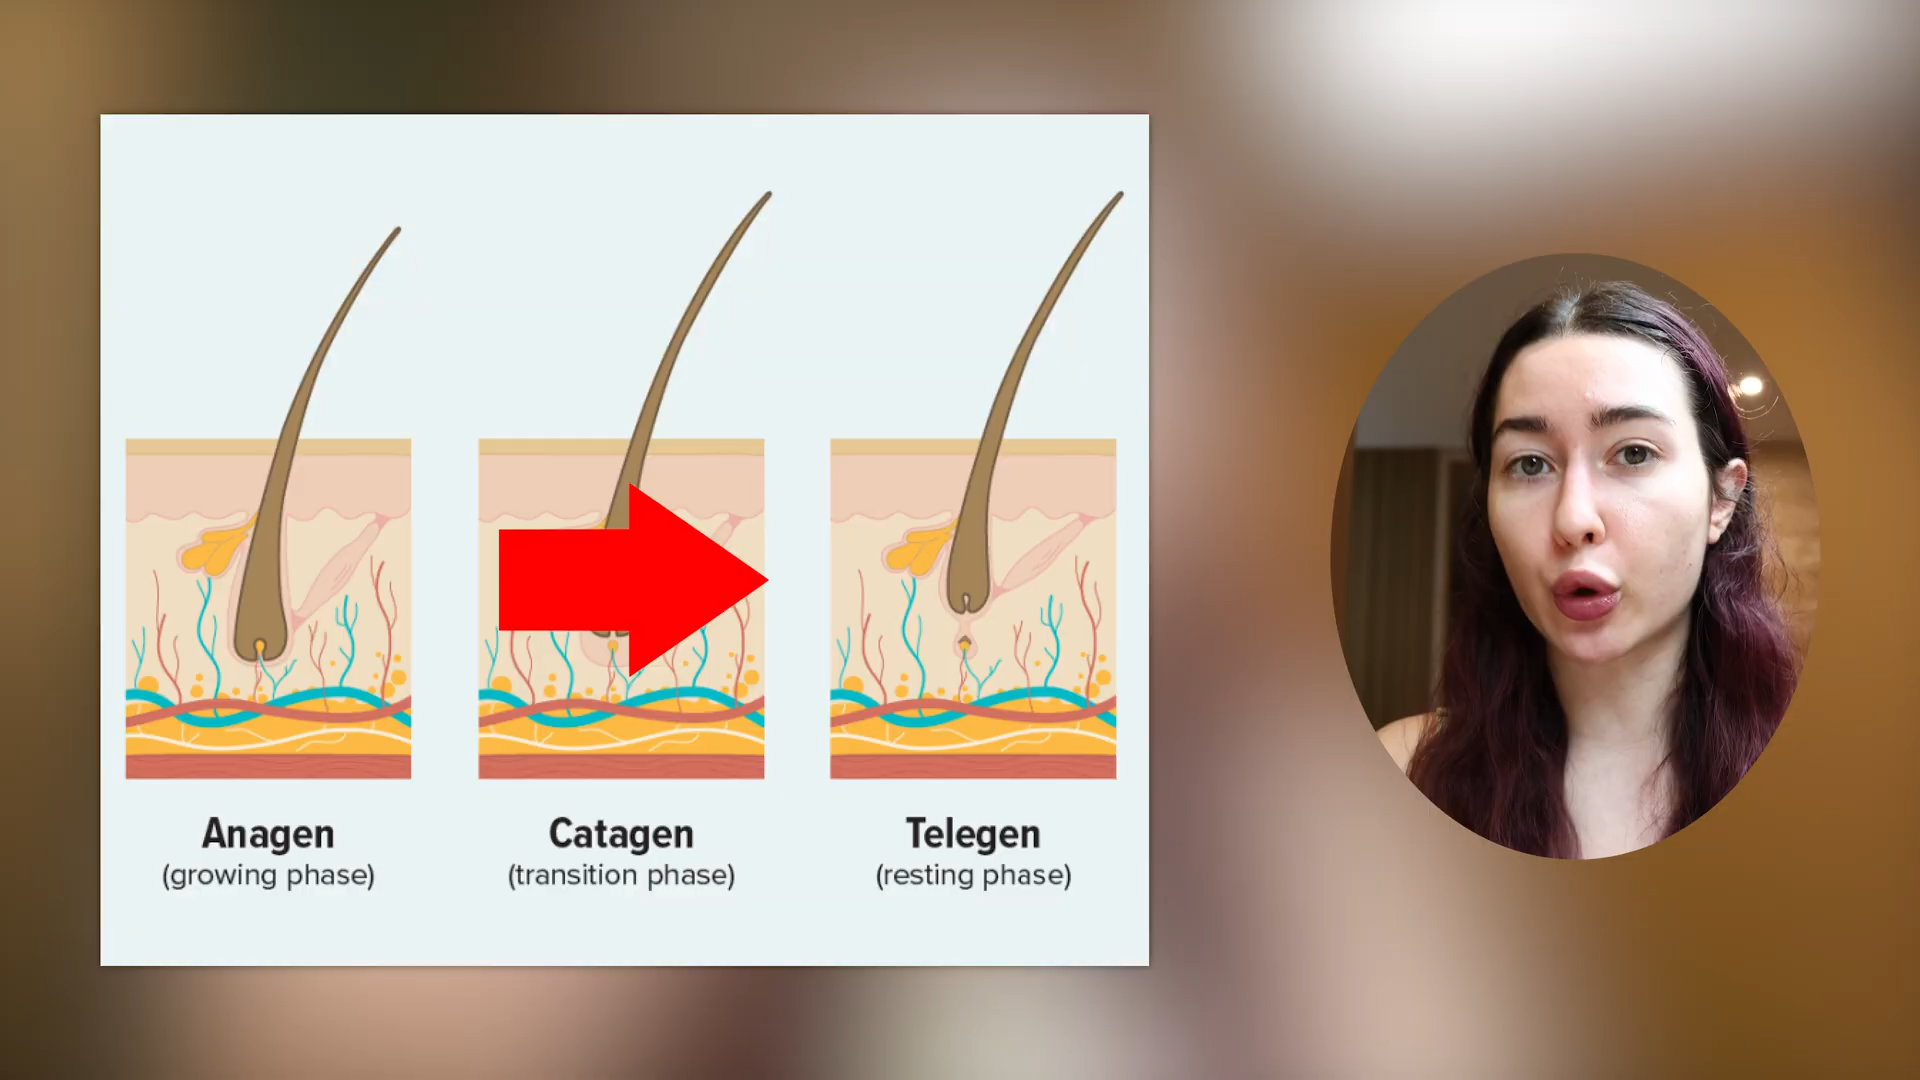 Anagen
(growing phase)
Catagen
(transition phase)
Telegen
(resting phase)